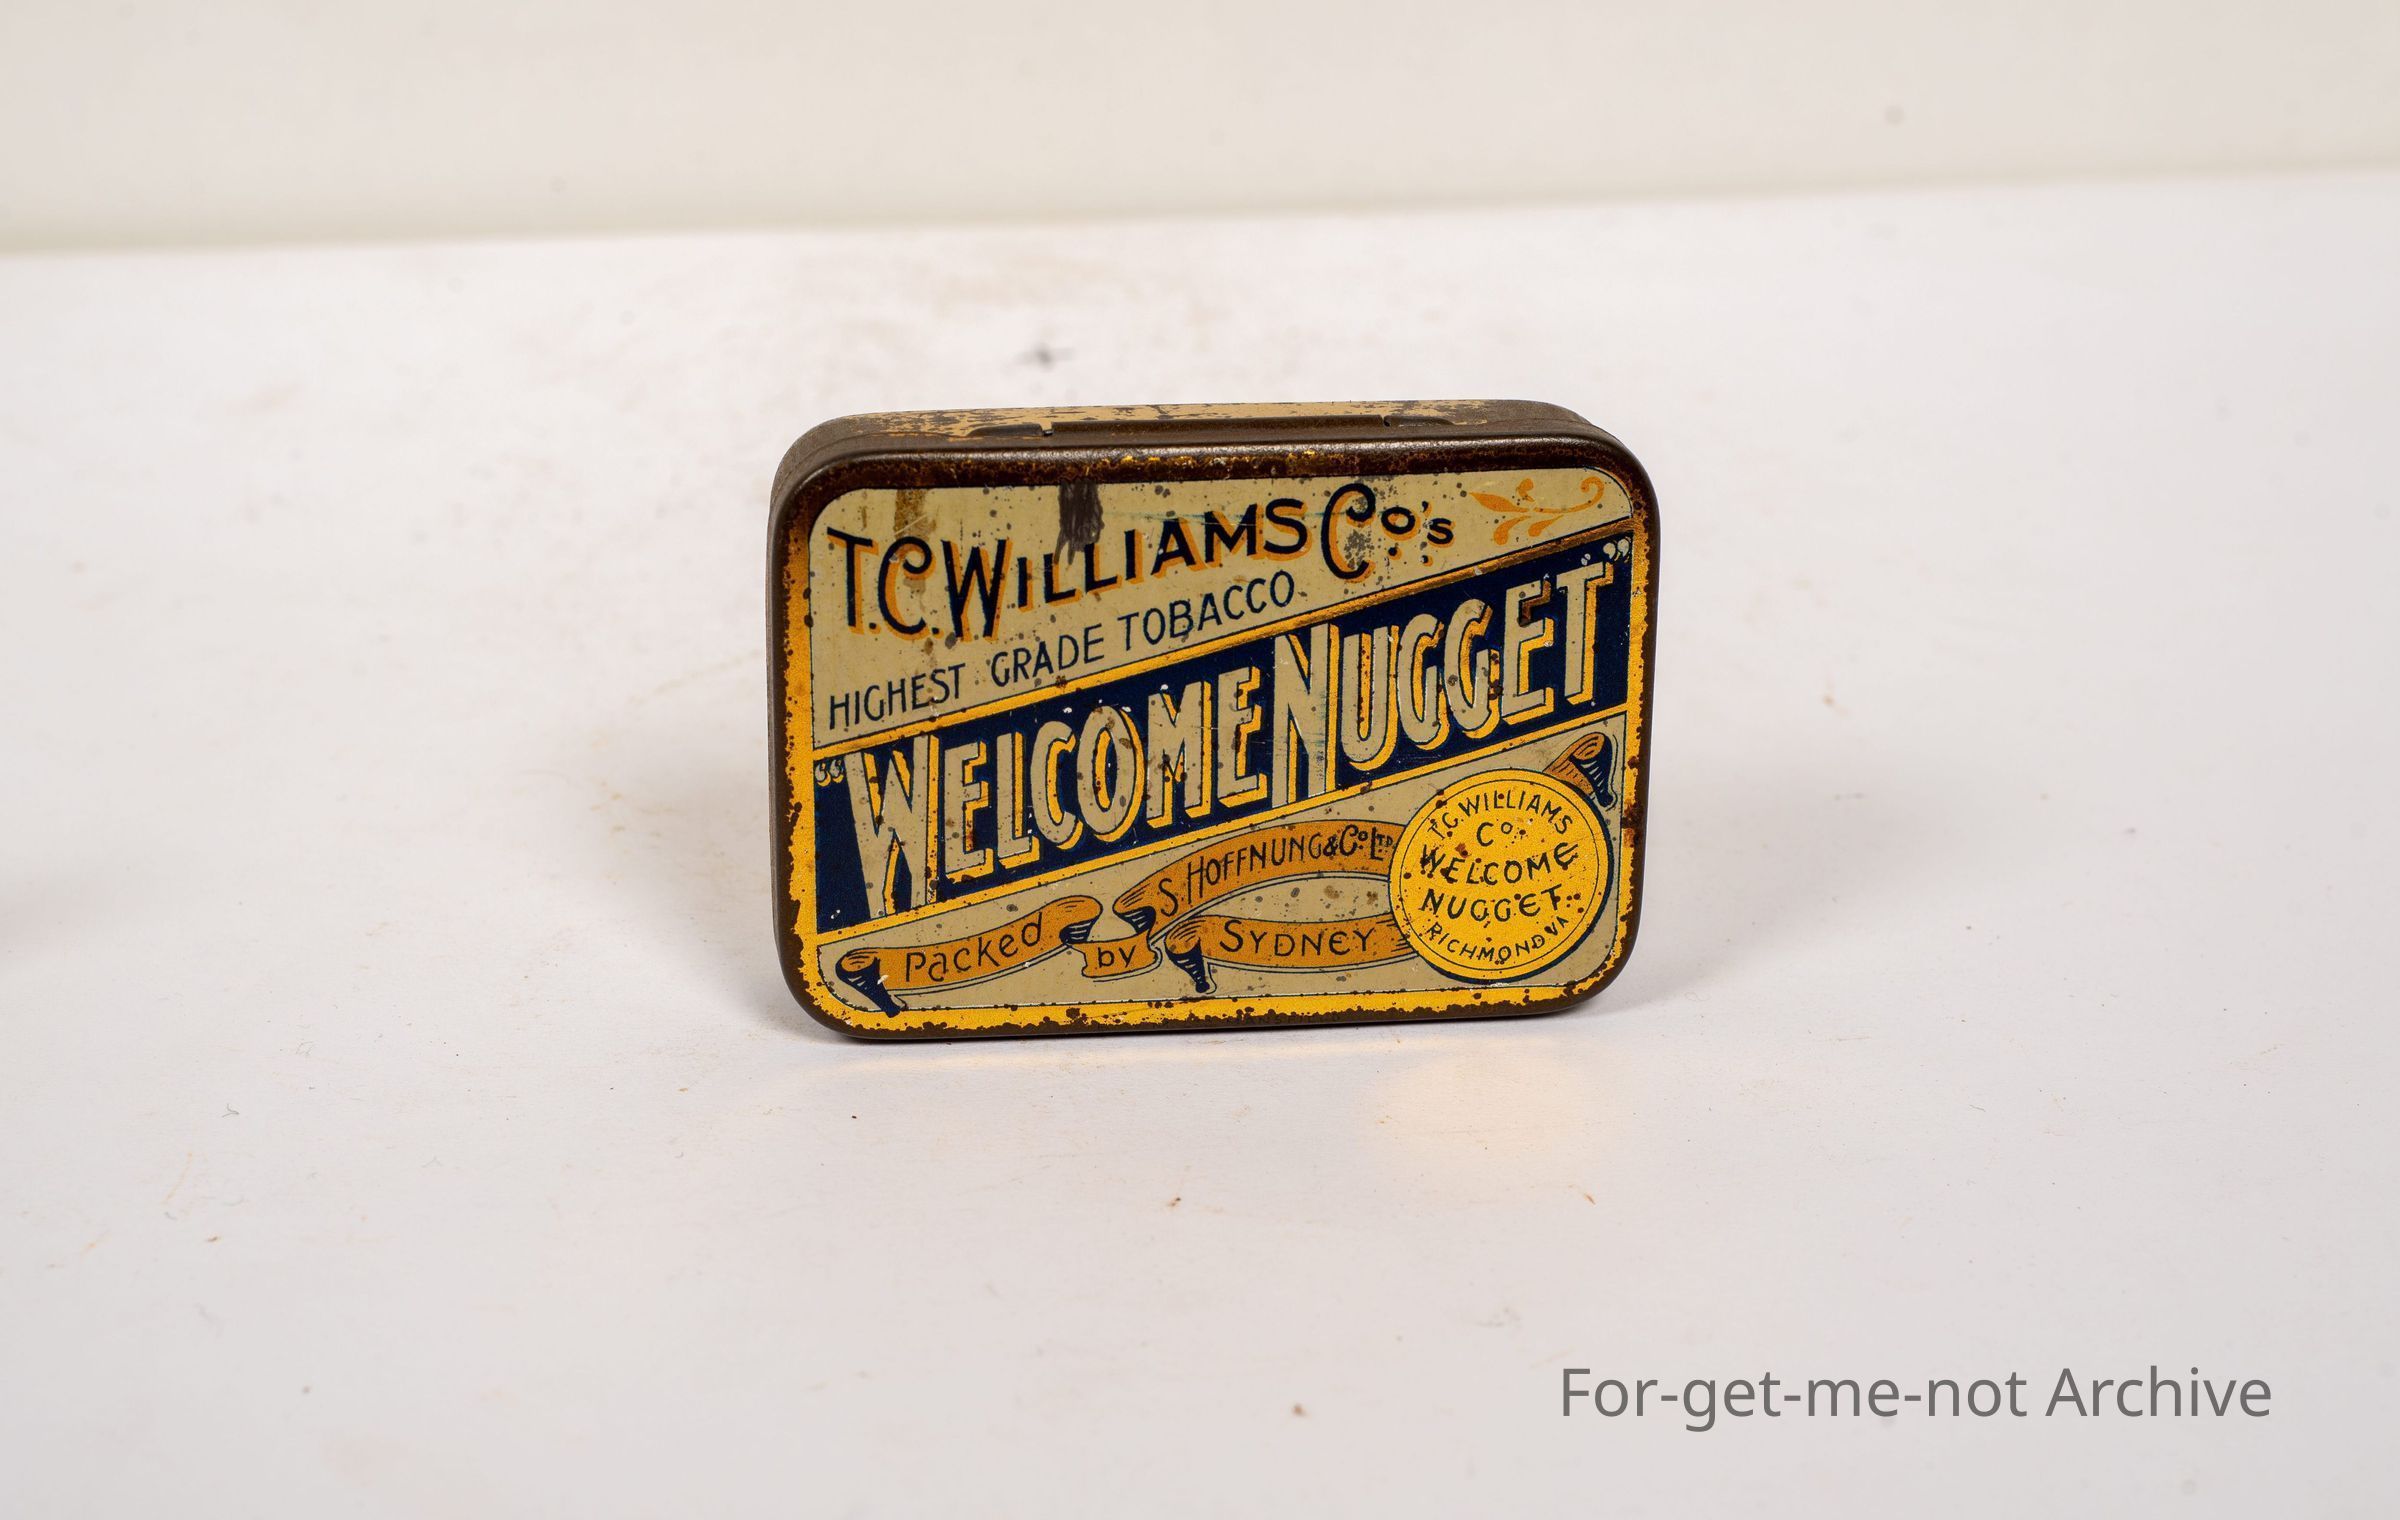 T.C. WILLIAMS Co's
HIGHEST GRADE TOBACCO
"WELCOME NUGGET"
Packed by S. HOFFNUNG & Co. LTD.
SYDNEY
T.C. WILLIAMS
Co.
WELCOME
NUGGET
RICHMOND VA
For-get-me-not Archive